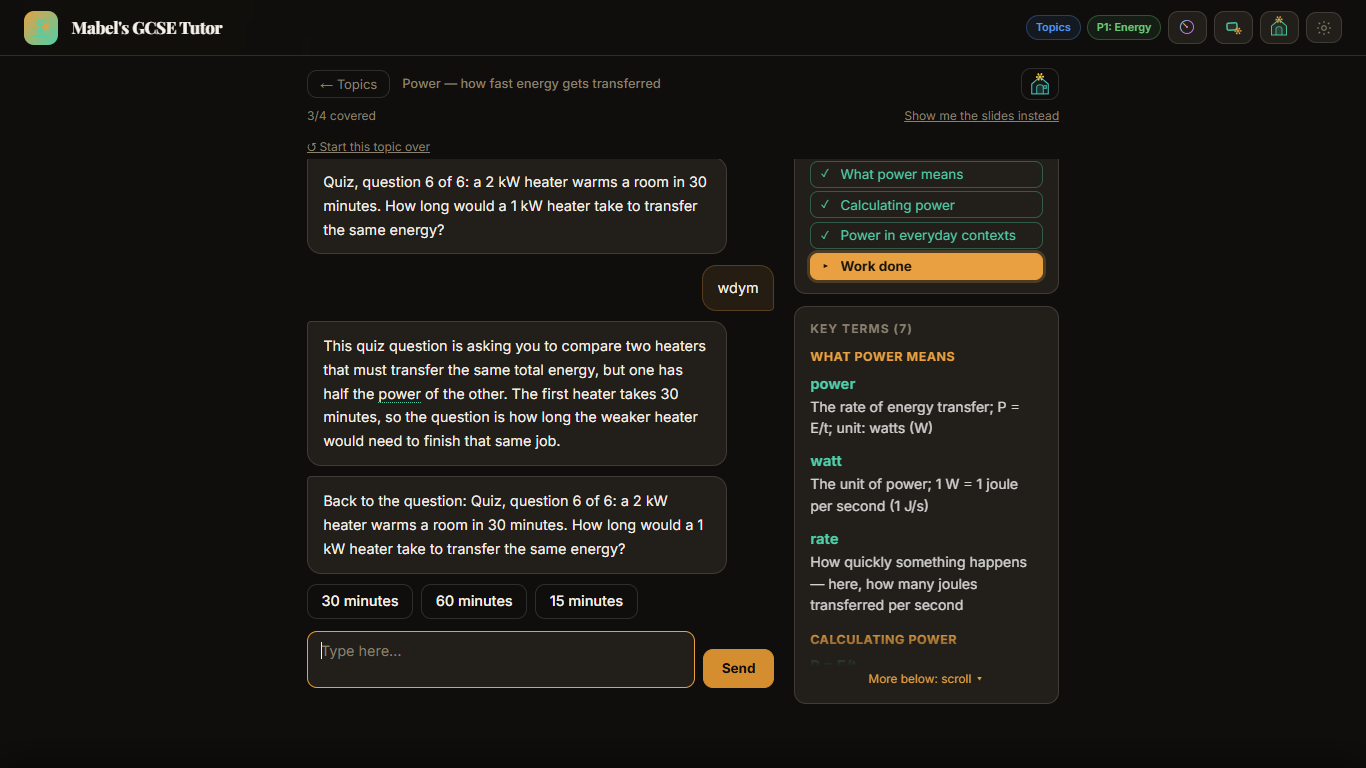 Mabel's GCSE Tutor
Topics
P1: Energy
← Topics
Power — how fast energy gets transferred
3/4 covered
Show me the slides instead
↺ Start this topic over
Quiz, question 6 of 6: a 2 kW heater warms a room in 30
minutes. How long would a 1 kW heater take to transfer
the same energy?
wdym
This quiz question is asking you to compare two heaters
that must transfer the same total energy, but one has
half the power of the other. The first heater takes 30
minutes, so the question is how long the weaker heater
would need to finish that same job.
Back to the question: Quiz, question 6 of 6: a 2 kW
heater warms a room in 30 minutes. How long would a 1
kW heater take to transfer the same energy?
30 minutes
60 minutes
15 minutes
Type here...
Send
✓ What power means
✓ Calculating power
✓ Power in everyday contexts
▸ Work done
KEY TERMS (7)
WHAT POWER MEANS
power
The rate of energy transfer; P =
E/t; unit: watts (W)
watt
The unit of power; 1 W = 1 joule
per second (1 J/s)
rate
How quickly something happens
— here, how many joules
transferred per second
CALCULATING POWER
P = E/t
More below: scroll ▾